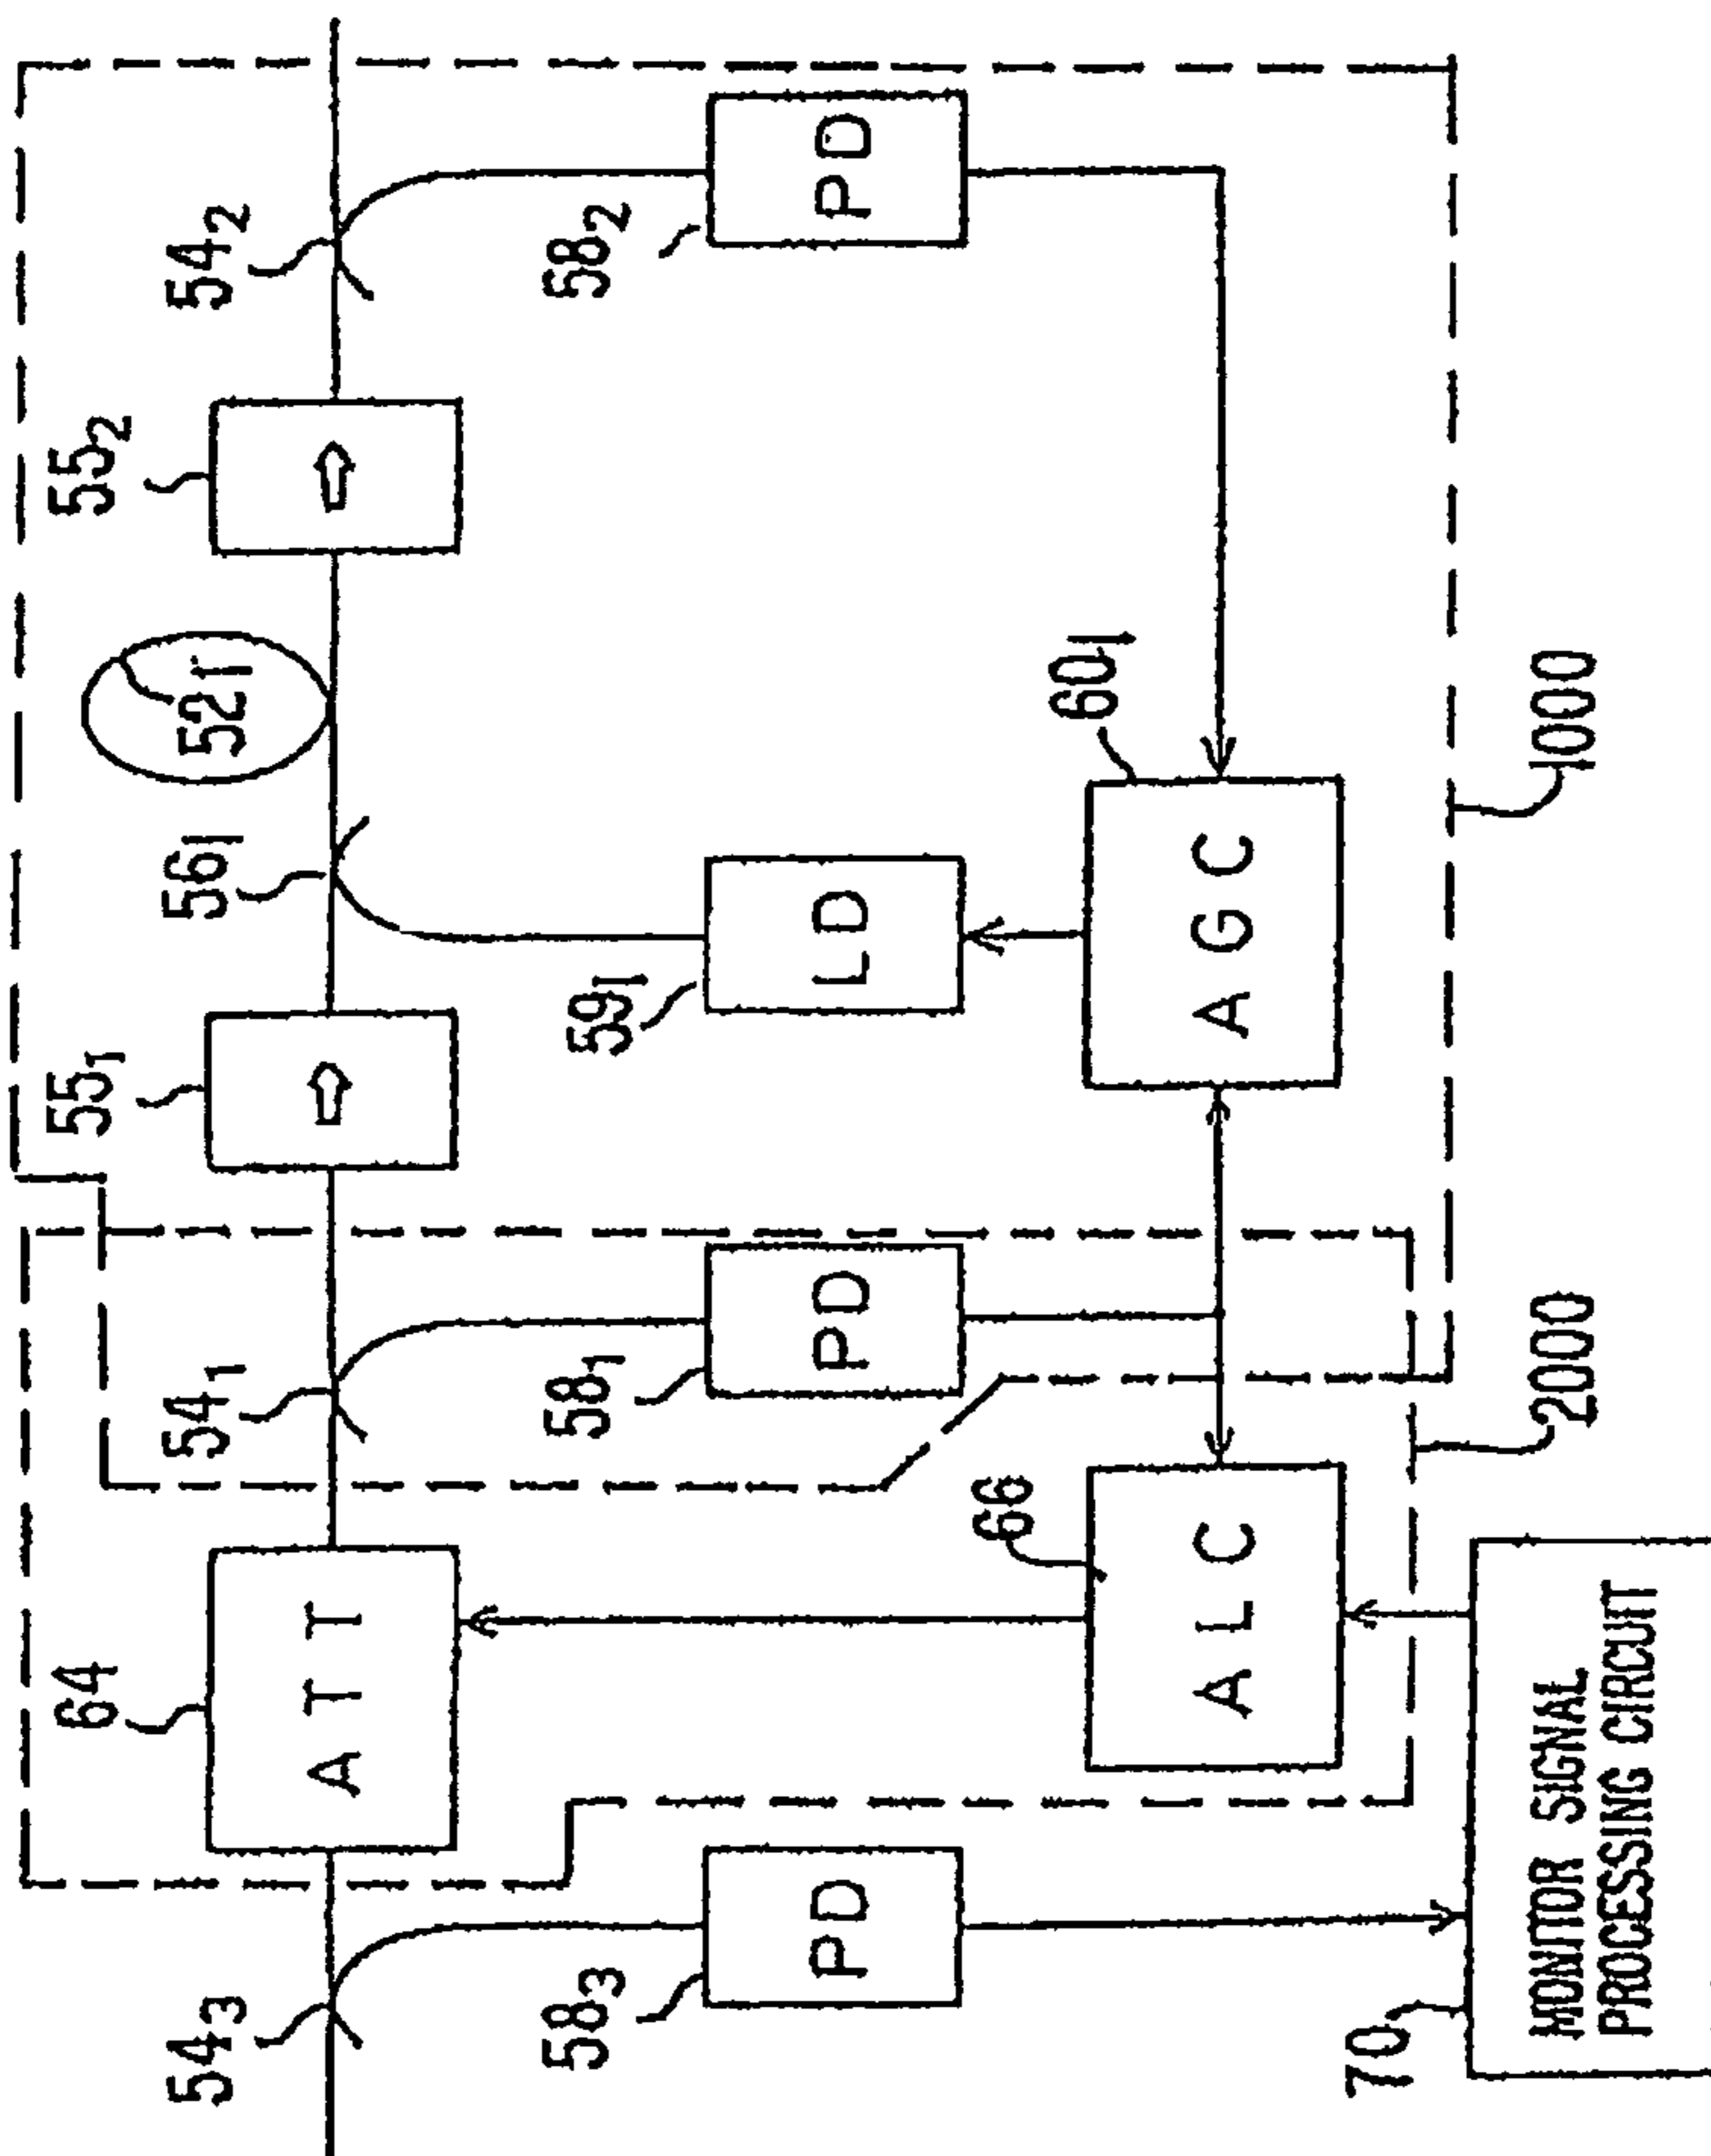 54₃
64
54₁
55₁
56₁
52₁
55₂
54₂
ATT
58₃
PD
58₁
PD
59₁
LD
58₂
PD
66
ALC
60₁
AGC
70
MONITOR SIGNAL
PROCESSING CIRCUIT
2000
1000